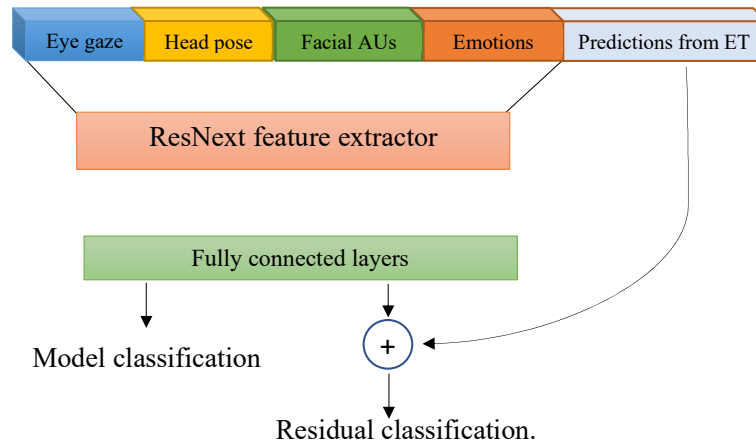 Eye gaze
Head pose
Facial AUs
Emotions
Predictions from ET
ResNext feature extractor
Fully connected layers
Model classification
+
Residual classification.